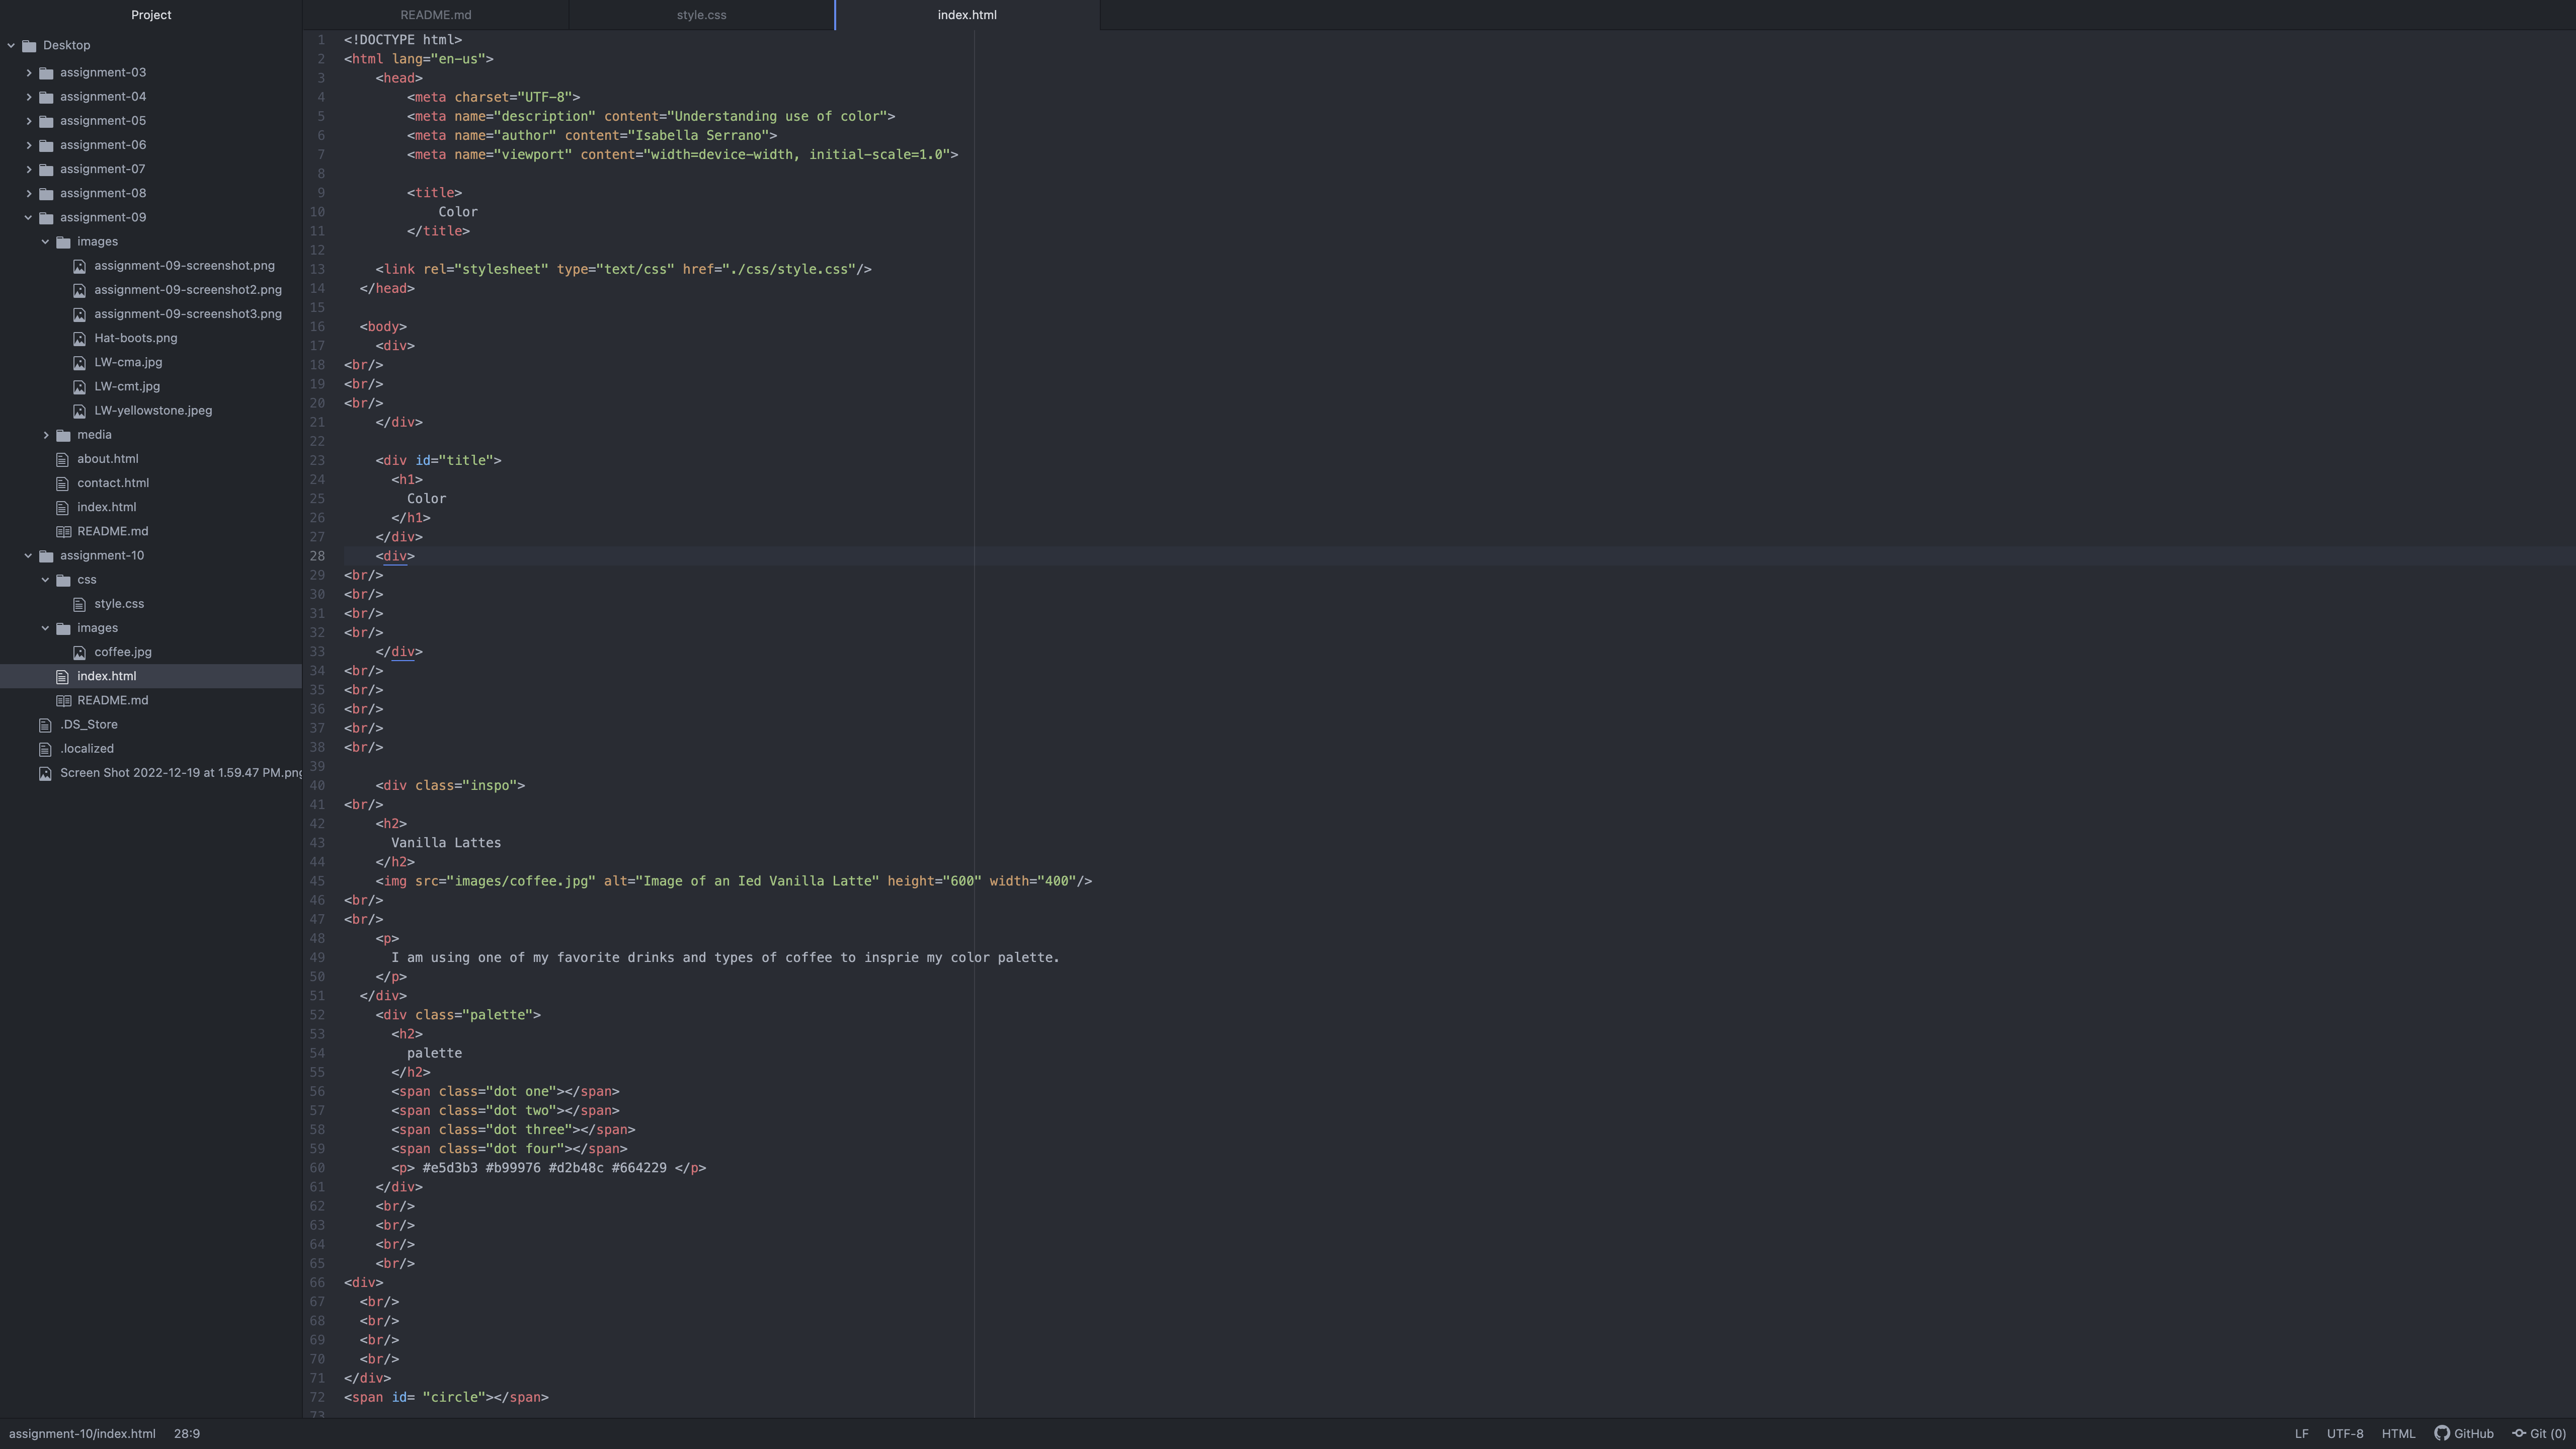 Project
README.md
style.css
index.html
Desktop
assignment-03
assignment-04
assignment-05
assignment-06
assignment-07
assignment-08
assignment-09
images
assignment-09-screenshot.png
assignment-09-screenshot2.png
assignment-09-screenshot3.png
Hat-boots.png
LW-cma.jpg
LW-cmt.jpg
LW-yellowstone.jpeg
media
about.html
contact.html
index.html
README.md
assignment-10
css
style.css
images
coffee.jpg
index.html
README.md
.DS_Store
.localized
Screen Shot 2022-12-19 at 1.59.47 PM.png
1 <!DOCTYPE html>
2 <html lang="en-us">
3 <head>
4 <meta charset="UTF-8">
5 <meta name="description" content="Understanding use of color">
6 <meta name="author" content="Isabella Serrano">
7 <meta name="viewport" content="width=device-width, initial-scale=1.0">
8
9 <title>
10 Color
11 </title>
12
13 <link rel="stylesheet" type="text/css" href="./css/style.css"/>
14 </head>
15
16 <body>
17 <div>
18 <br/>
19 <br/>
20 <br/>
21 </div>
22
23 <div id="title">
24 <h1>
25 Color
26 </h1>
27 </div>
28 <div>
29 <br/>
30 <br/>
31 <br/>
32 <br/>
33 </div>
34 <br/>
35 <br/>
36 <br/>
37 <br/>
38 <br/>
39
40 <div class="inspo">
41 <br/>
42 <h2>
43 Vanilla Lattes
44 </h2>
45 <img src="images/coffee.jpg" alt="Image of an Ied Vanilla Latte" height="600" width="400"/>
46 <br/>
47 <br/>
48 <p>
49 I am using one of my favorite drinks and types of coffee to insprie my color palette.
50 </p>
51 </div>
52 <div class="palette">
53 <h2>
54 palette
55 </h2>
56 <span class="dot one"></span>
57 <span class="dot two"></span>
58 <span class="dot three"></span>
59 <span class="dot four"></span>
60 <p> #e5d3b3 #b99976 #d2b48c #664229 </p>
61 </div>
62 <br/>
63 <br/>
64 <br/>
65 <br/>
66 <div>
67 <br/>
68 <br/>
69 <br/>
70 <br/>
71 </div>
72 <span id= "circle"></span>
73
assignment-10/index.html 28:9
LF UTF-8 HTML GitHub Git (0)